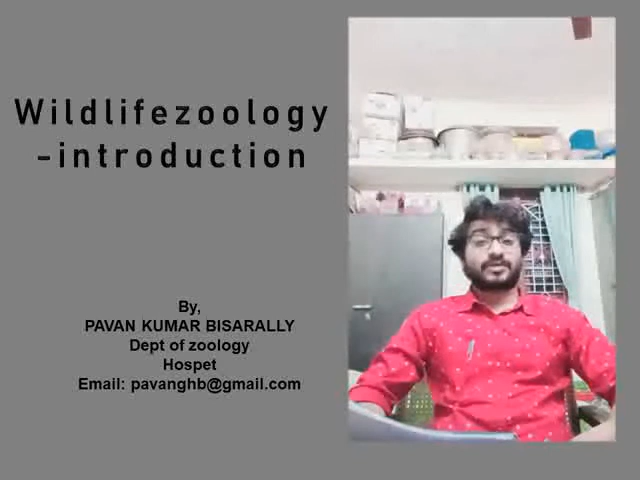 Wildlifezoology
-introduction
By,
PAVAN KUMAR BISARALLY
Dept of zoology
Hospet
Email: pavanghb@gmail.com